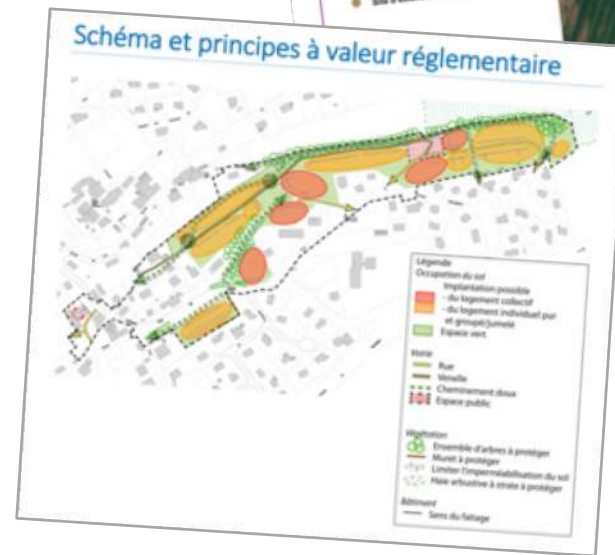 Schéma et principes à valeur réglementaire
Légende
Occupation du sol
Implantation possible
- du logement collectif
- du logement individuel pur
et groupé/jumelé
Espace vert
Voirie
Rue
Venelle
Cheminement doux
Espace public
Végétation
Ensemble d'arbres à protéger
Muret à protéger
Limiter l'imperméabilisation du sol
Haie arbustive à strate à protéger
Bâtiment
Sens du faîtage